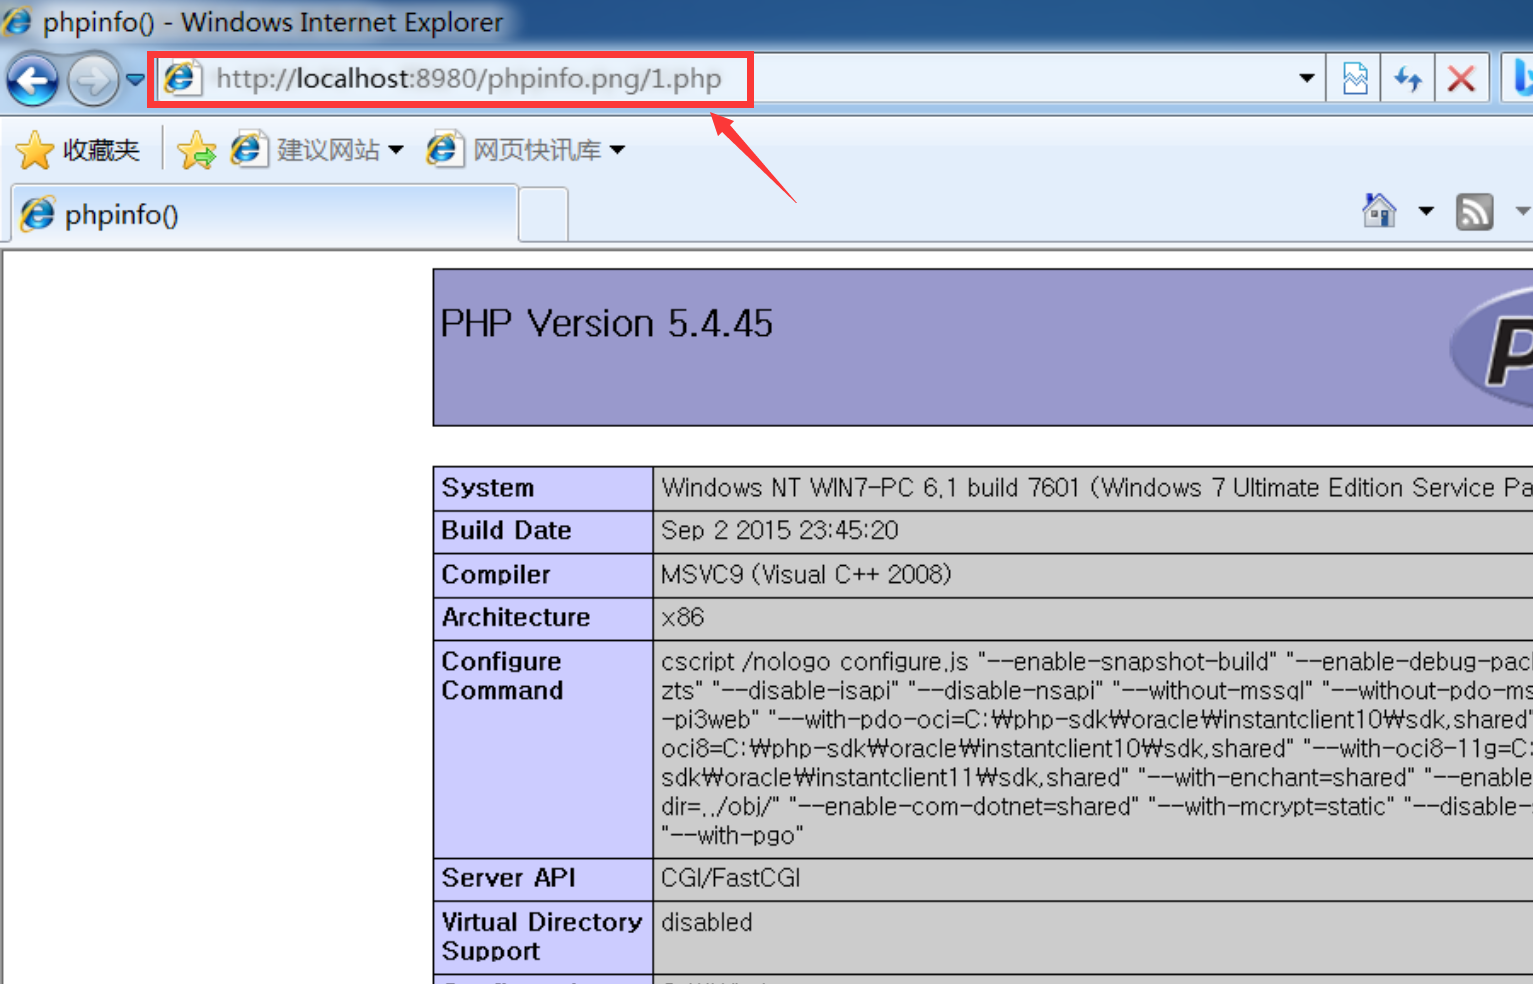 phpinfo() - Windows Internet Explorer
http://localhost:8980/phpinfo.png/1.php
收藏夹 建议网站 网页快讯库
phpinfo()
PHP Version 5.4.45
System Windows NT WIN7-PC 6.1 build 7601 (Windows 7 Ultimate Edition Service Pa
Build Date Sep 2 2015 23:45:20
Compiler MSVC9 (Visual C++ 2008)
Architecture x86
Configure Command cscript /nologo configure.js "--enable-snapshot-build" "--enable-debug-pack
zts" "--disable-isapi" "--disable-nsapi" "--without-mssql" "--without-pdo-ms
-pi3web" "--with-pdo-oci=C:₩php-sdk₩oracle₩instantclient10₩sdk,shared"
oci8=C:₩php-sdk₩oracle₩instantclient10₩sdk,shared" "--with-oci8-11g=C:
sdk₩oracle₩instantclient11₩sdk,shared" "--with-enchant=shared" "--enable
dir=../obj/" "--enable-com-dotnet=shared" "--with-mcrypt=static" "--disable-
"--with-pgo"
Server API CGI/FastCGI
Virtual Directory Support disabled